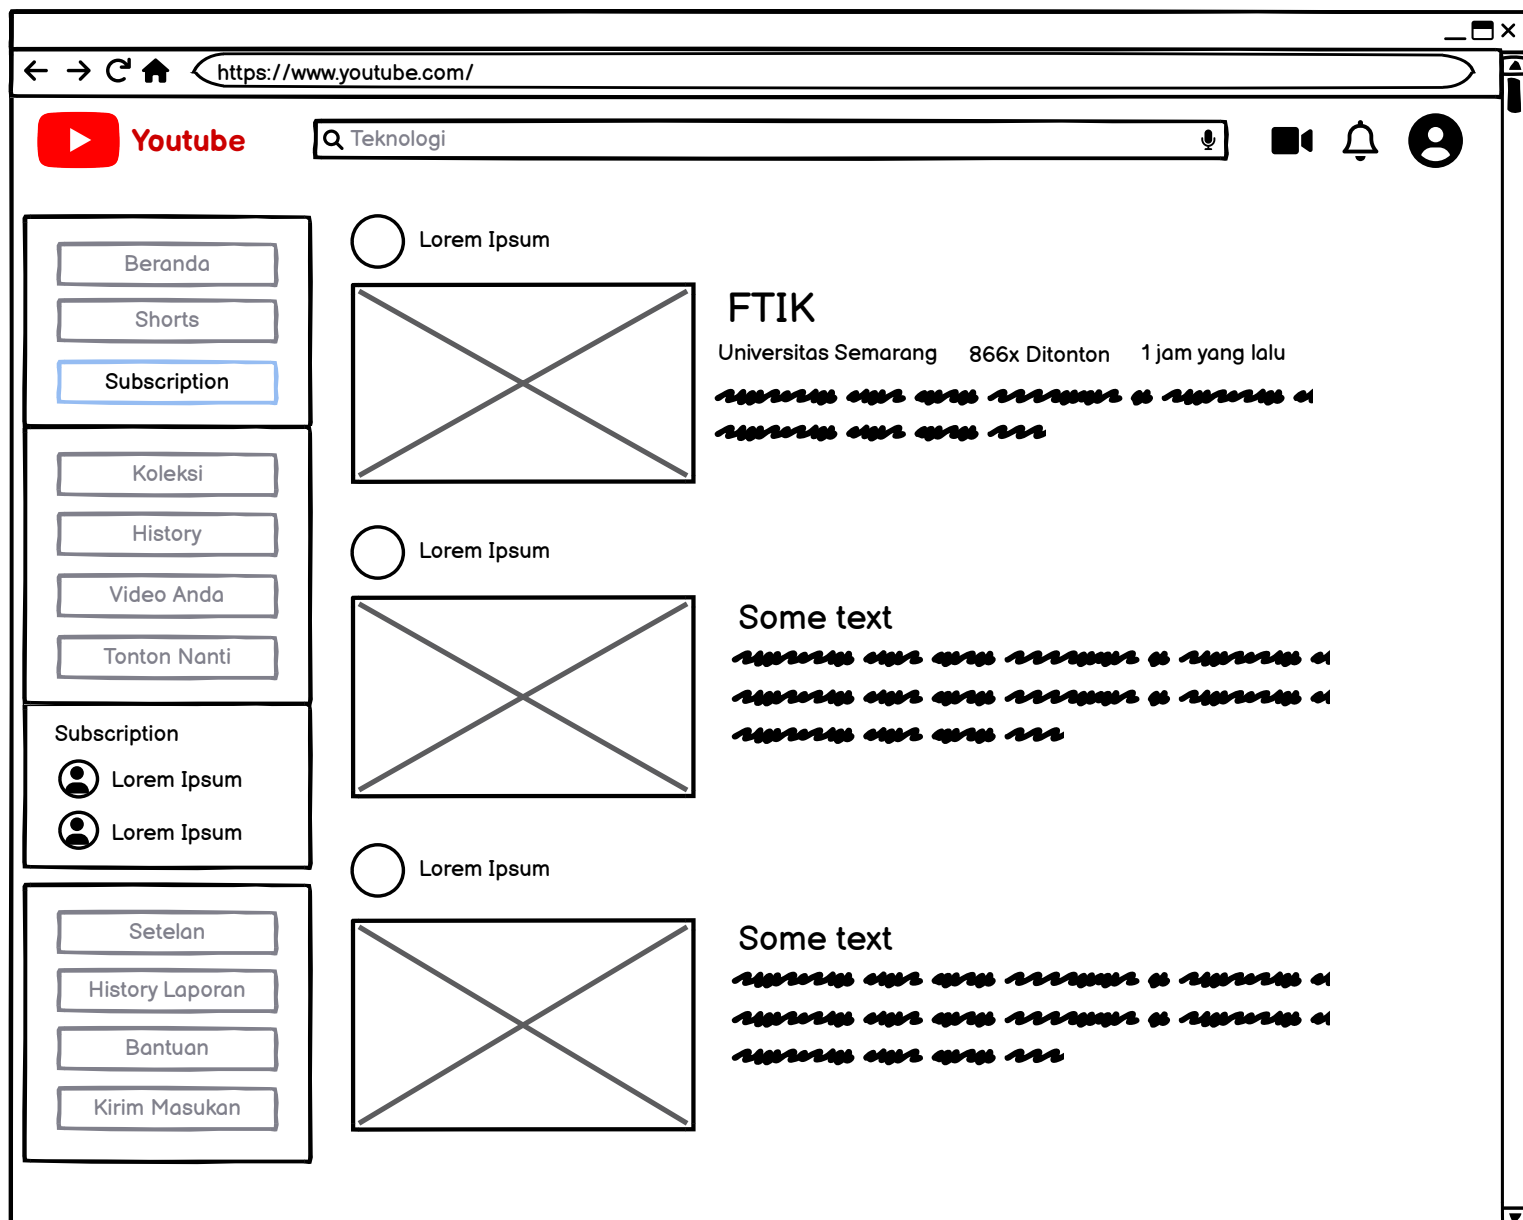 https://www.youtube.com/
Youtube
Teknologi
Beranda
Shorts
Subscription
Koleksi
History
Video Anda
Tonton Nanti
Subscription
Lorem Ipsum
Lorem Ipsum
Setelan
History Laporan
Bantuan
Kirim Masukan
Lorem Ipsum
FTIK
Universitas Semarang 866x Ditonton 1 jam yang lalu
Lorem Ipsum
Some text
Lorem Ipsum
Some text